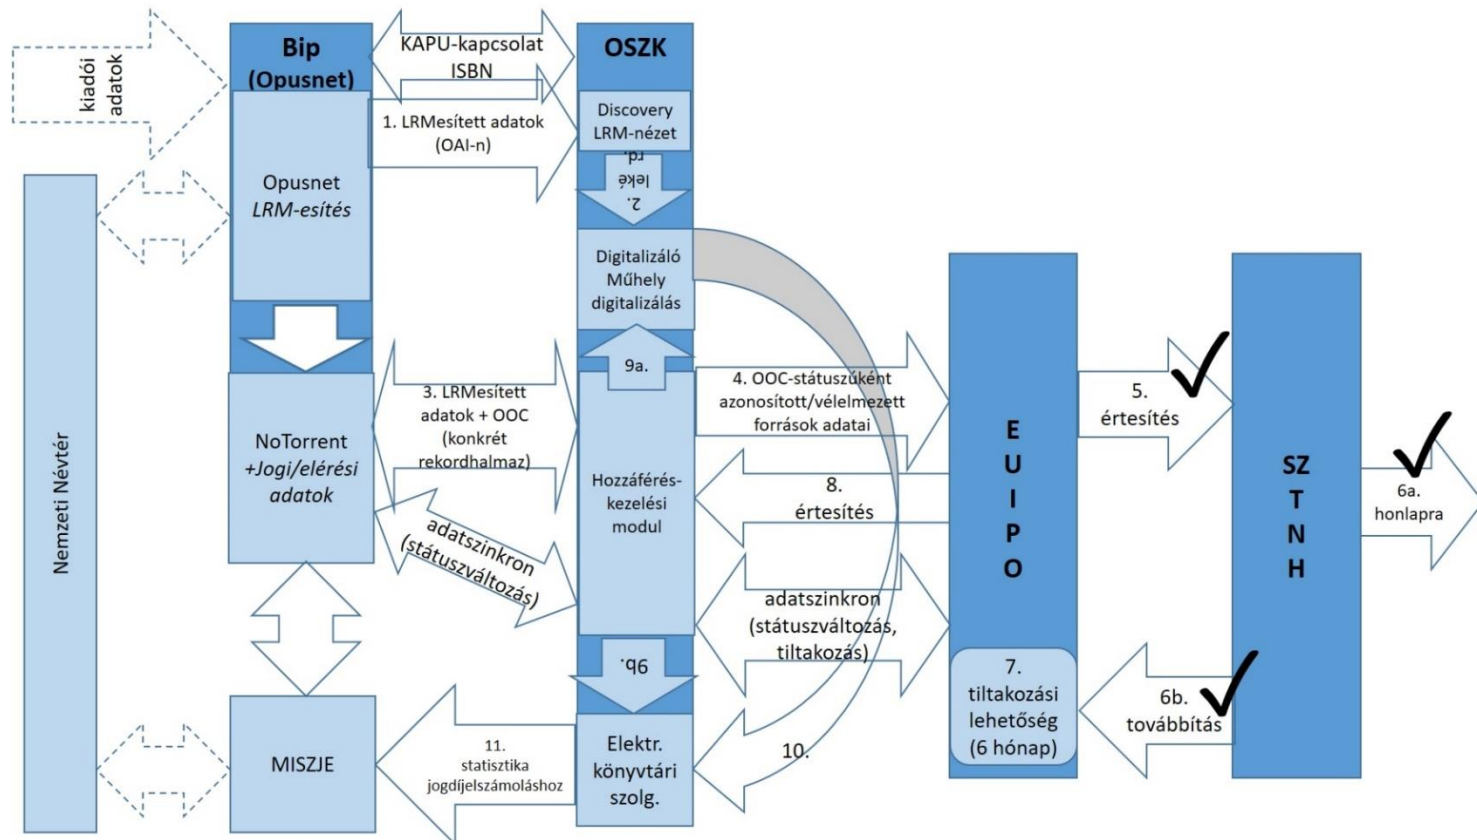 kiadói
adatok
Nemzeti Névtér
Bip
(Opusnet)
Opusnet
LRM-esítés
NoTorrent
+Jogi/elérési
adatok
MISZJE
KAPU-kapcsolat
ISBN
1. LRMesített adatok
(OAI-n)
3. LRMesített
adatok + OOC
(konkrét
rekordhalmaz)
adatszinkron
(státuszváltozás)
11.
statisztika
jogdíjelszámoláshoz
OSZK
Discovery
LRM-nézet
2.
leké
rd.
Digitalizáló
Műhely
digitalizálás
9a.
Hozzáférés-
kezelési
modul
9b.
Elektr.
könyvtári
szolg.
4. OOC-státuszúként
azonosított/vélelmezett
források adatai
8.
értesítés
adatszinkron
(státuszváltozás,
tiltakozás)
10.
E
U
I
P
O
7.
tiltakozási
lehetőség
(6 hónap)
5.
értesítés
6b.
továbbítás
SZ
T
N
H
6a.
honlapra